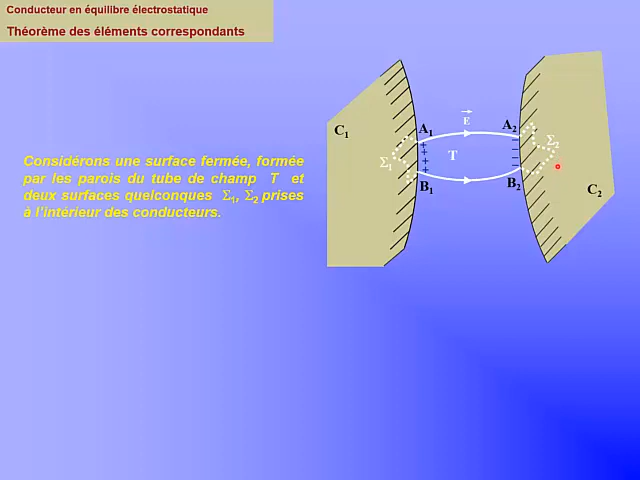 Conducteur en équilibre électrostatique
Théorème des éléments correspondants
Considérons une surface fermée, formée
par les parois du tube de champ T et
deux surfaces quelconques Σ1, Σ2 prises
à l'intérieur des conducteurs.
C1
A1
E
A2
Σ1
T
Σ2
B1
B2
C2